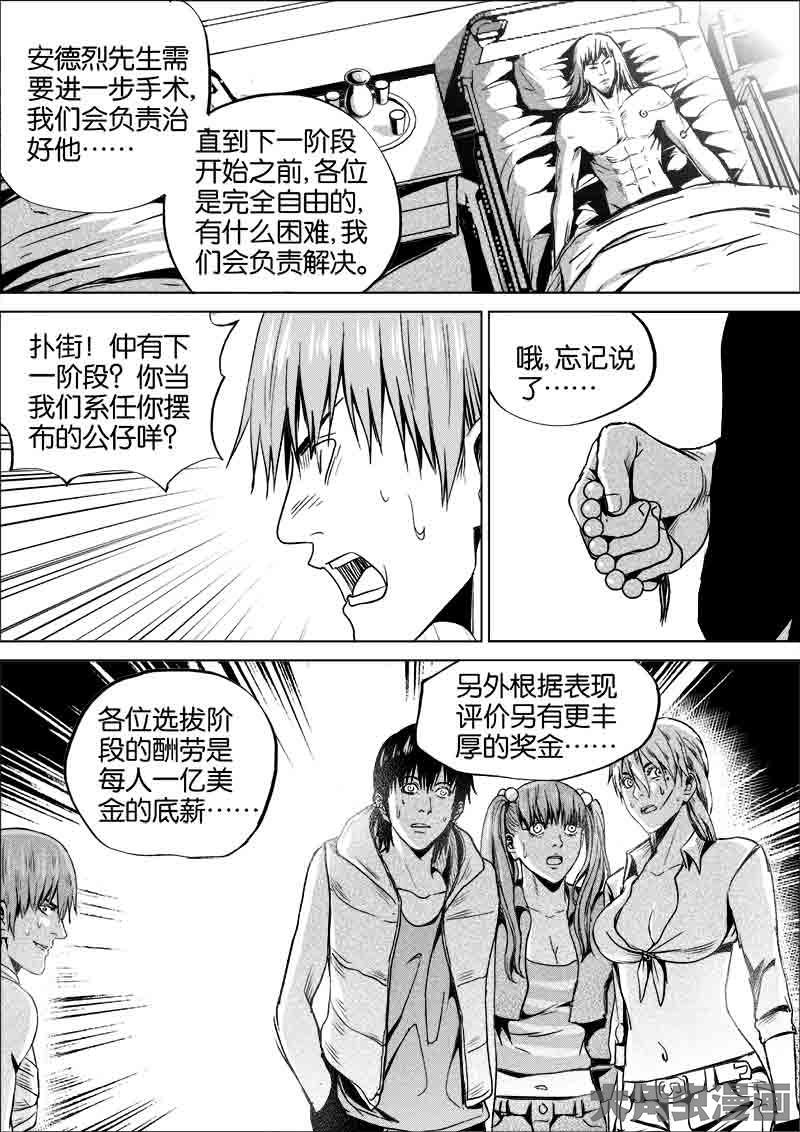 安德烈先生需
要进一步手术，
我们会负责治
好他……
直到下一阶段
开始之前，各位
是完全自由的，
有什么困难，我
们会负责解决。
扑街！仲有下
一阶段？你当
我们系任你摆
布的公仔咩？
哦，忘记说
了……
各位选拔阶
段的酬劳是
每人一亿美
金的底薪……
另外根据表现
评价另有更丰
厚的奖金……
大角虫漫画